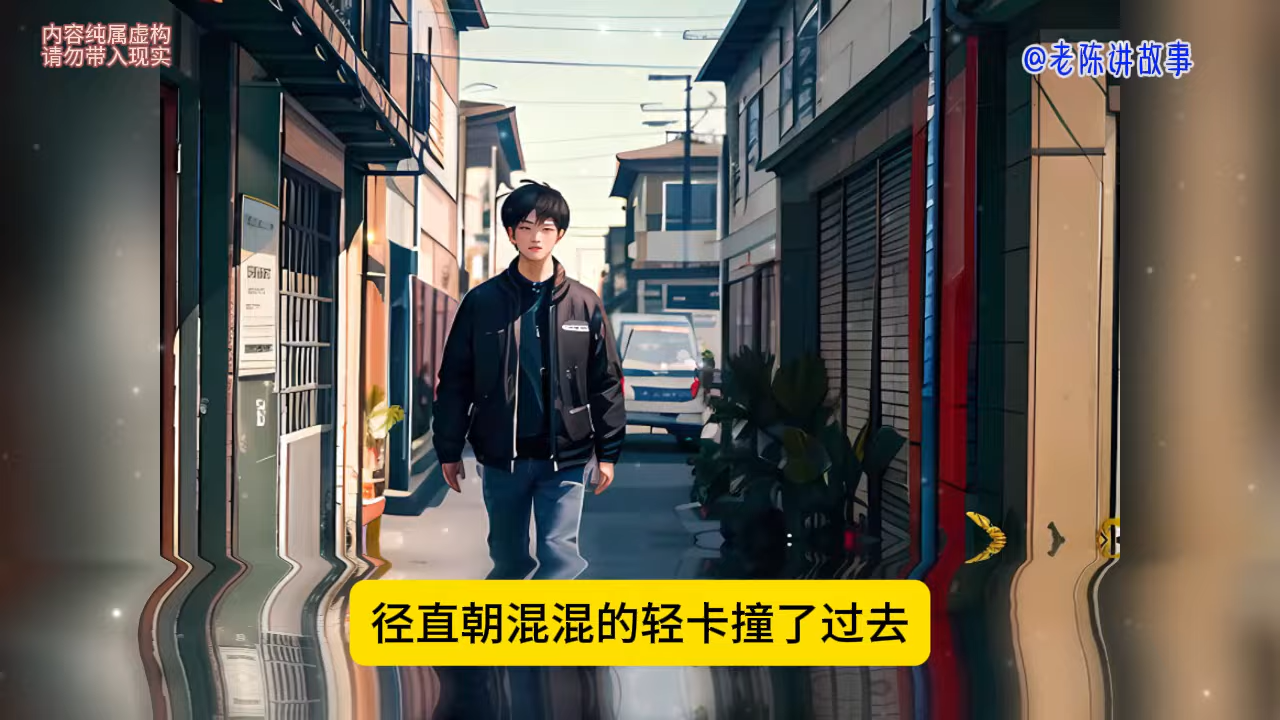 内容纯属虚构
请勿带入现实
@老陈讲故事
径直朝混混的轻卡撞了过去